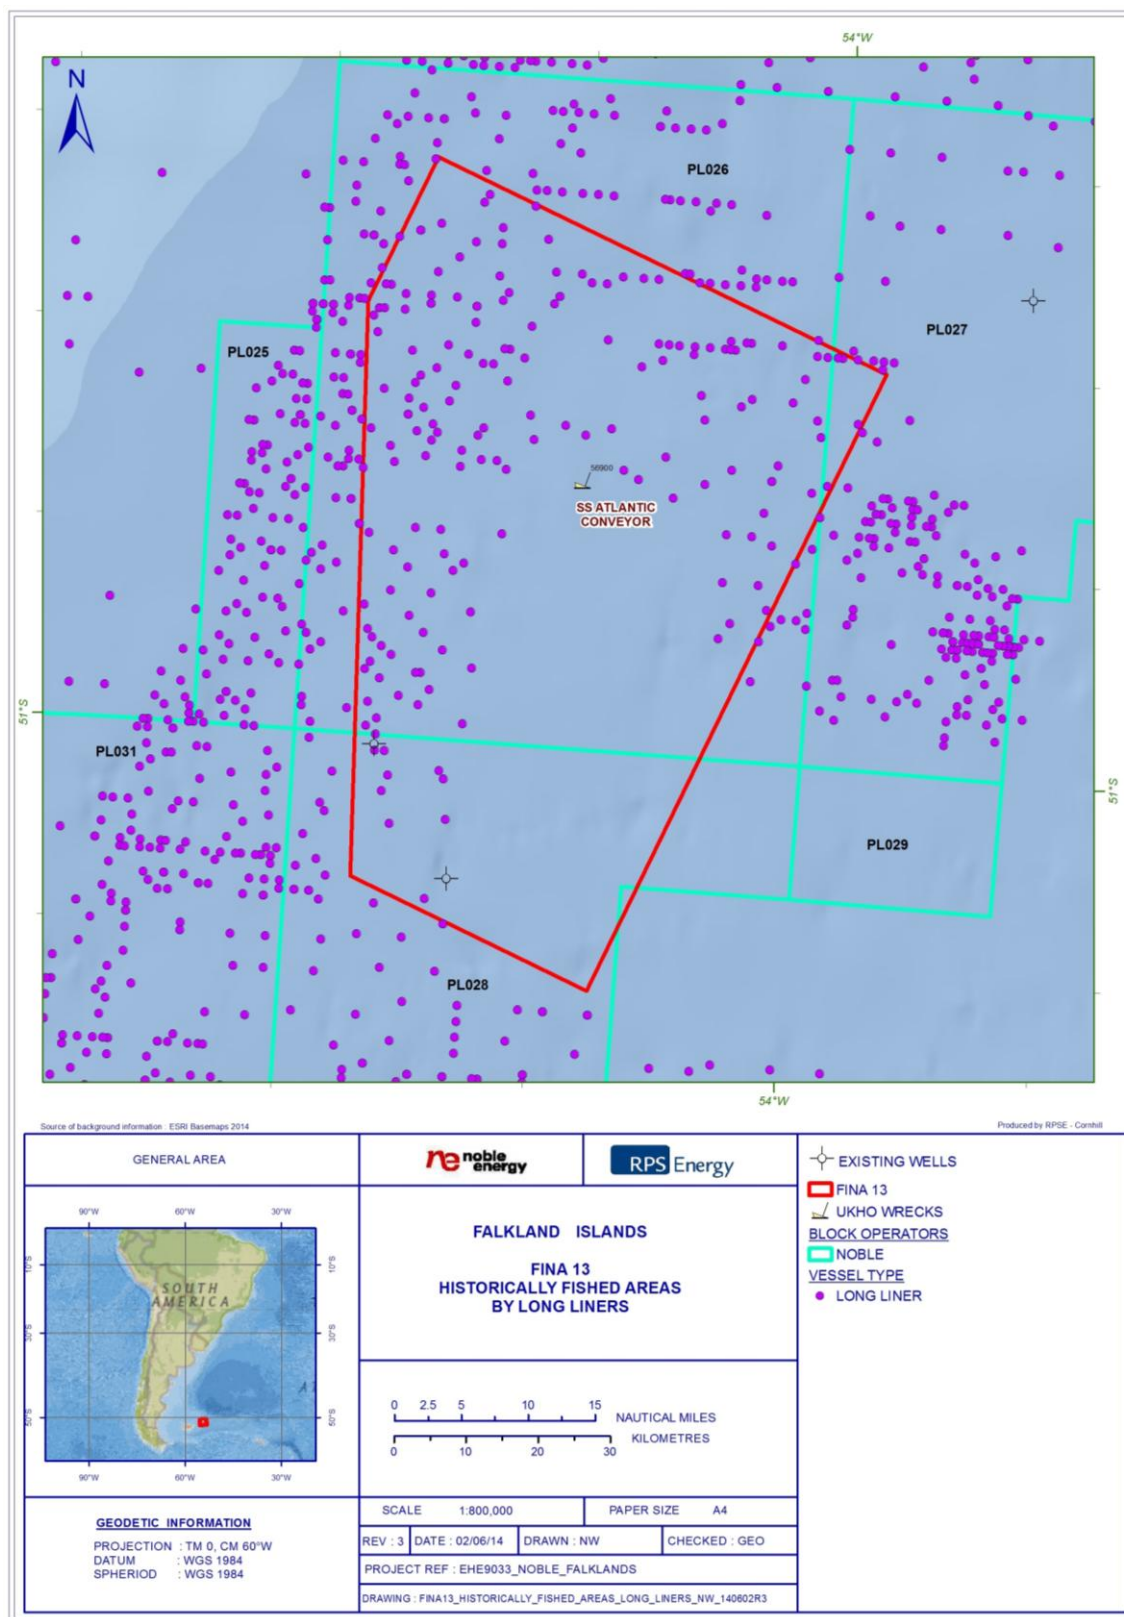 54°W
N
PL026
PL027
PL025
56900
SS ATLANTIC
CONVEYOR
51°S
PL031
51°S
PL029
PL028
54°W
Source of background information : ESRI Basemaps 2014
Produced by RPSE - Cornhill
GENERAL AREA
ne noble
energy
RPS Energy
EXISTING WELLS
FINA 13
UKHO WRECKS
BLOCK OPERATORS
NOBLE
VESSEL TYPE
LONG LINER
90°W 60°W 30°W
10°S 10°S
SOUTH
AMERICA
30°S 30°S
50°S 50°S
90°W 60°W 30°W
FALKLAND ISLANDS
FINA 13
HISTORICALLY FISHED AREAS
BY LONG LINERS
0 2.5 5 10 15
NAUTICAL MILES
KILOMETRES
0 10 20 30
SCALE 1:800,000
PAPER SIZE A4
REV : 3
DATE : 02/06/14
DRAWN : NW
CHECKED : GEO
PROJECT REF : EHE9033_NOBLE_FALKLANDS
DRAWING : FINA13_HISTORICALLY_FISHED_AREAS_LONG_LINERS_NW_140602R3
GEODETIC INFORMATION
PROJECTION : TM 0, CM 60°W
DATUM : WGS 1984
SPHERIOD : WGS 1984